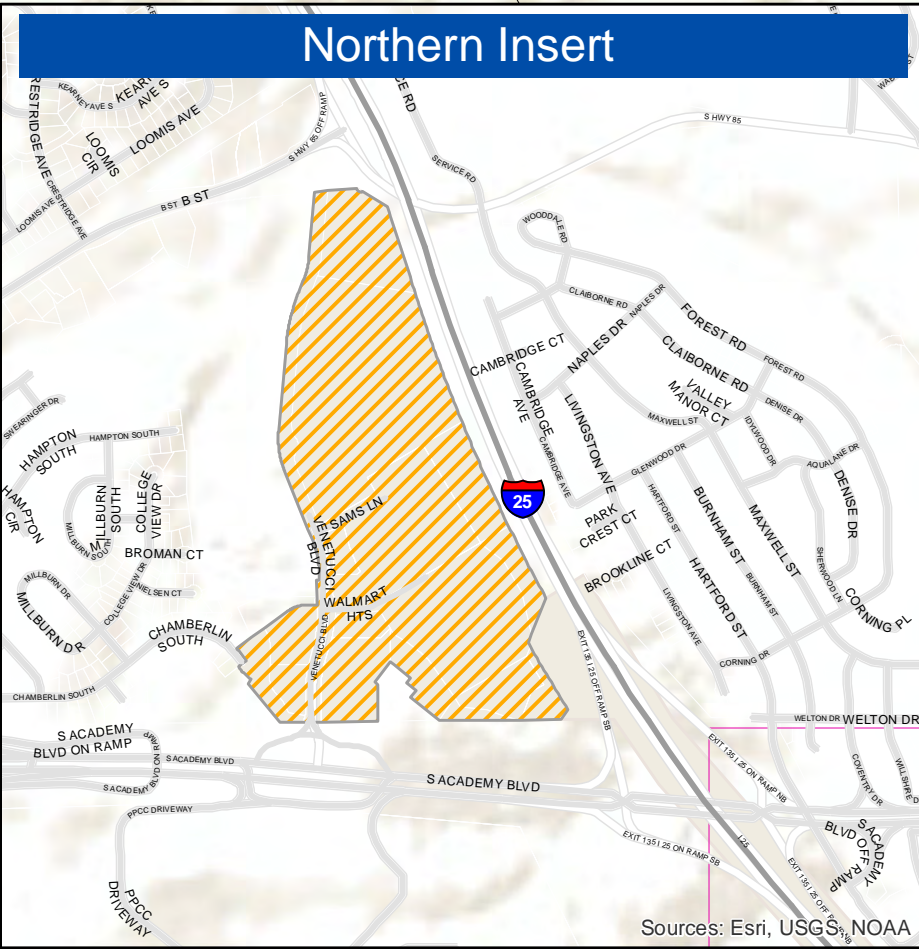 Northern Insert
KEARNEY AVE S
AVE S
LOOMIS AVE
LOOMIS
CIR
CRESTRIDGE AVE
LOOMIS AVE
B ST
B ST
S HWY 85 OFF RAMP
CE RD
SERVICE RD
S HWY 85
WOODDALE RD
CLAIBORNE RD
NAPLES DR
NAPLES DR
FOREST RD
FOREST RD
CLAIBORNE RD
VALLEY
MANOR CT
CAMBRIDGE CT
CAMBRIDGE
AVE
CAMBRIDGE AVE
LIVINGSTON AVE
MAXWELL ST
GLENWOOD DR
IDYLWOOD DR
DENISE DR
AQUALANE DR
DENISE DR
SWEARINGER DR
HAMPTON
SOUTH
HAMPTON SOUTH
HAMPTON
CIR
MILLBURN
SOUTH
MILLBURN SOUTH
COLLEGE
VIEW DR
BROMAN CT
NIELSEN CT
COLLEGE VIEW DR
MILLBURN DR
MILLBURN DR
CHAMBERLIN
SOUTH
CHAMBERLIN SOUTH
SAMS LN
VENETUCCI
BLVD
WALMART
HTS
VENETUCCI BLVD
25
PARK
CREST CT
BROOKLINE CT
HARTFORD ST
BURNHAM ST
MAXWELL ST
HARTFORD ST
BURNHAM ST
SHERWOOD LN
CORNING PL
LIVINGSTON AVE
CORNING DR
EXIT 135 I 25 OFF RAMP SB
WELTON DR
WELTON DR
S ACADEMY
BLVD ON RAMP
S ACADEMY BLVD
S ACADEMY BLVD
S ACADEMY BLVD
PPCC DRIVEWAY
PPCC
DRIVEWAY
EXIT 135 I 25 ON RAMP NB
EXIT 135 I 25 ON RAMP SB
I 25
COVENTRY DR
WILLSHIRE
S ACADEMY
BLVD OFF
RAMP
Sources: Esri, USGS, NOAA